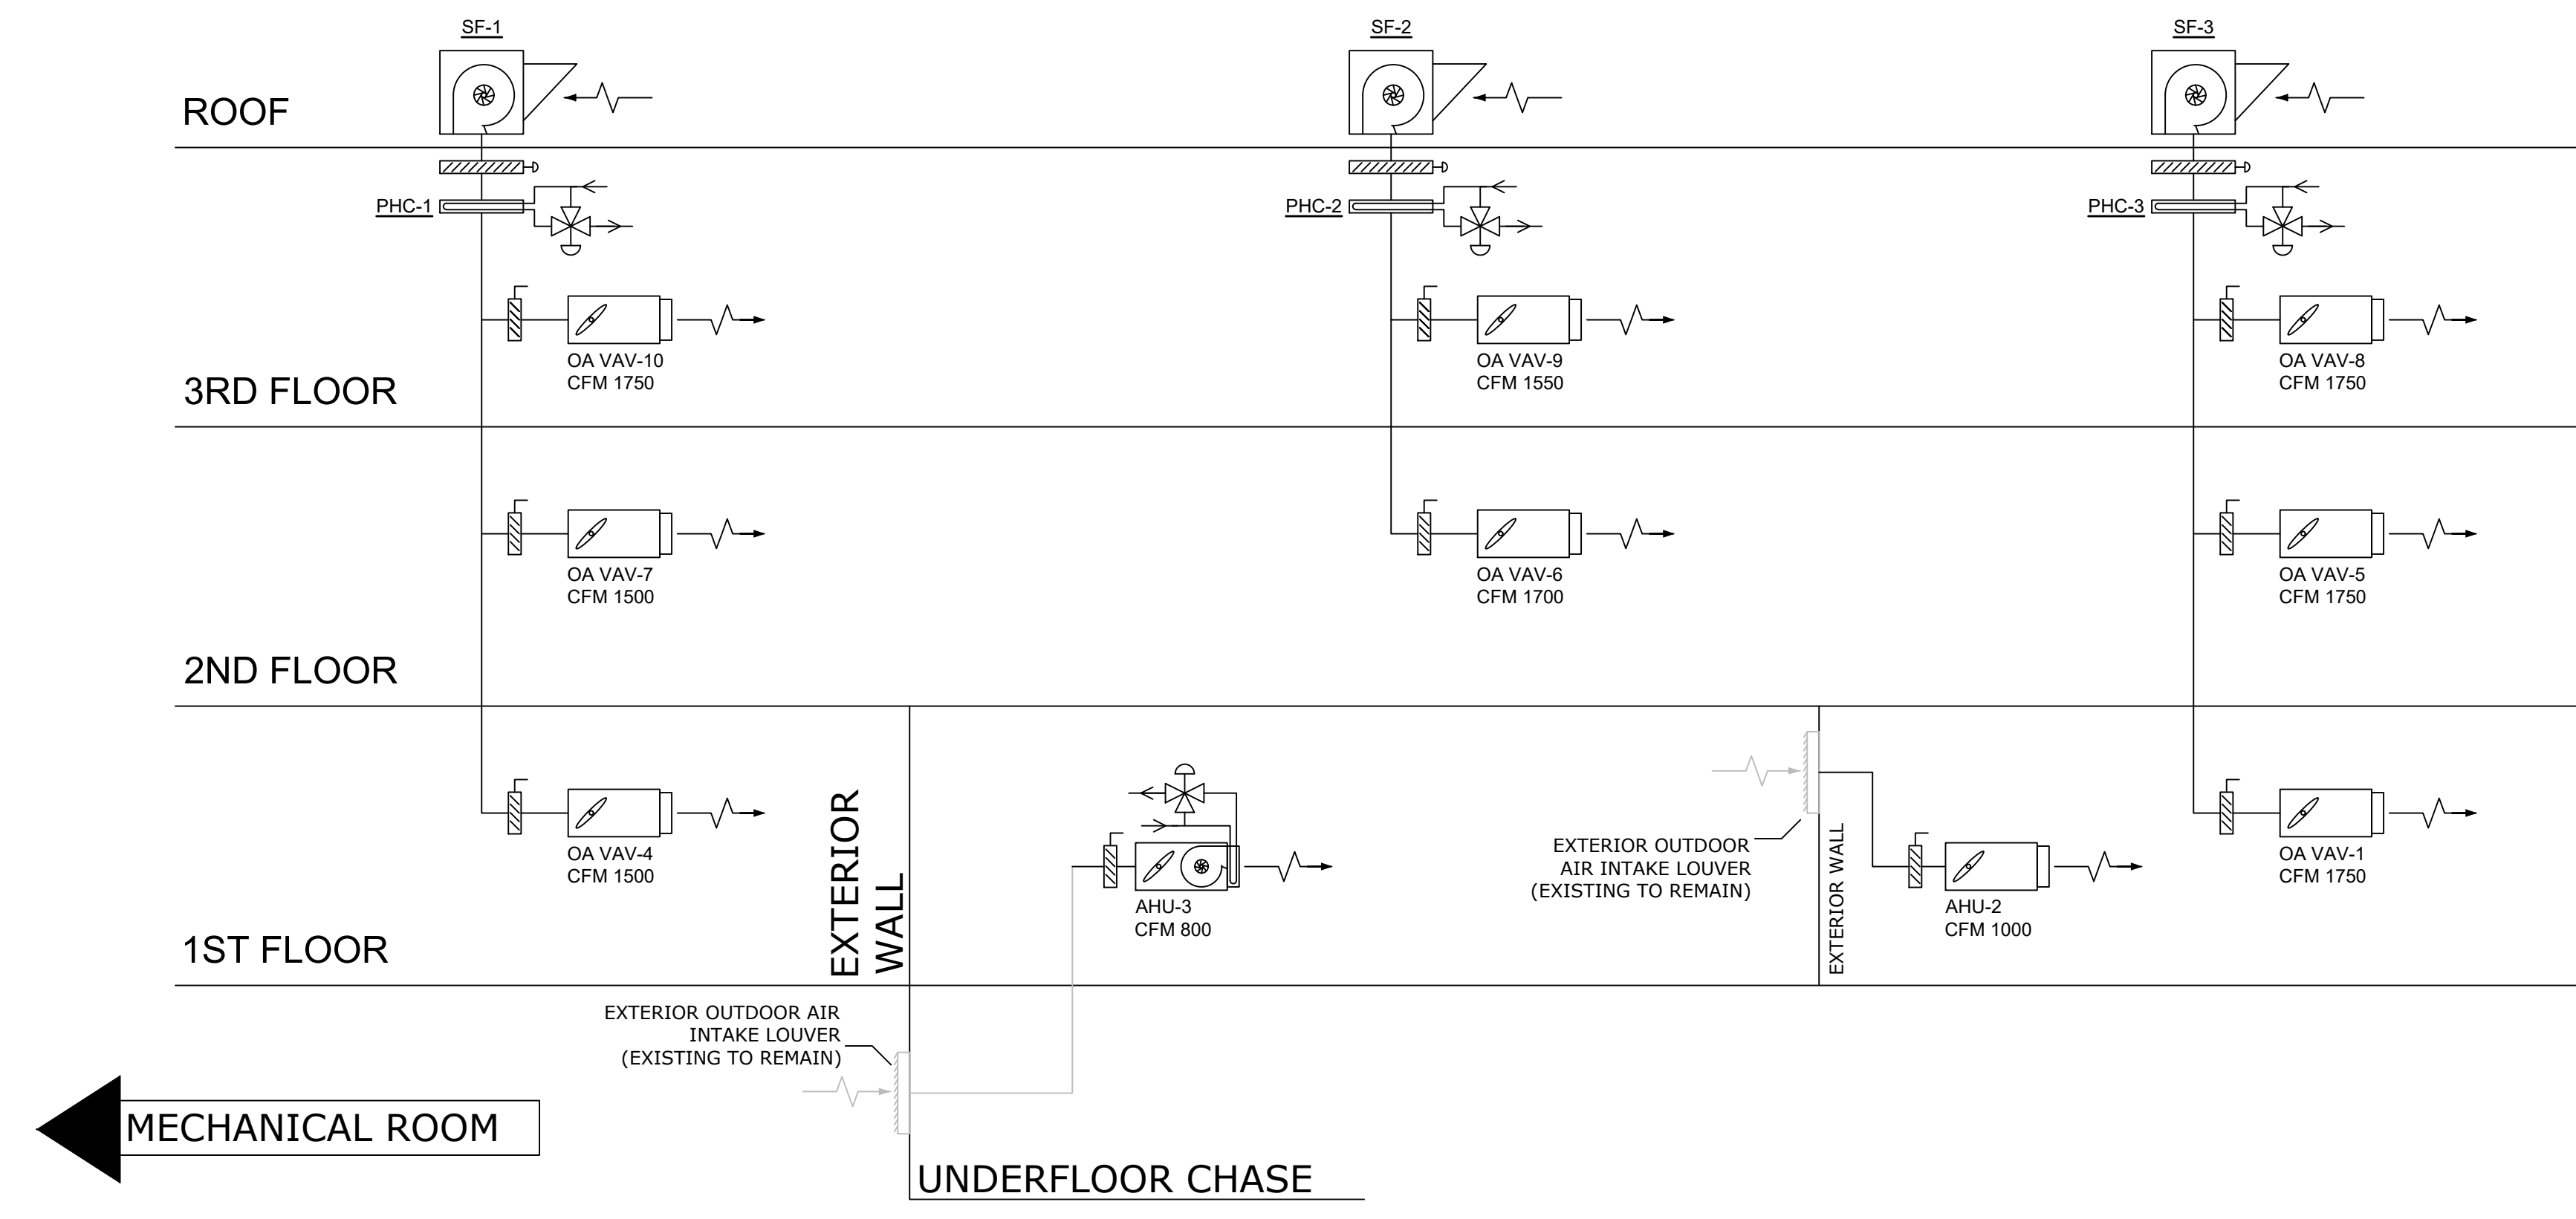 SF-1
SF-2
SF-3
ROOF
PHC-1
PHC-2
PHC-3
OA VAV-10
CFM 1750
OA VAV-9
CFM 1550
OA VAV-8
CFM 1750
3RD FLOOR
OA VAV-7
CFM 1500
OA VAV-6
CFM 1700
OA VAV-5
CFM 1750
2ND FLOOR
OA VAV-4
CFM 1500
EXTERIOR
WALL
AHU-3
CFM 800
EXTERIOR OUTDOOR
AIR INTAKE LOUVER
(EXISTING TO REMAIN)
EXTERIOR WALL
AHU-2
CFM 1000
OA VAV-1
CFM 1750
1ST FLOOR
EXTERIOR OUTDOOR AIR
INTAKE LOUVER
(EXISTING TO REMAIN)
MECHANICAL ROOM
UNDERFLOOR CHASE